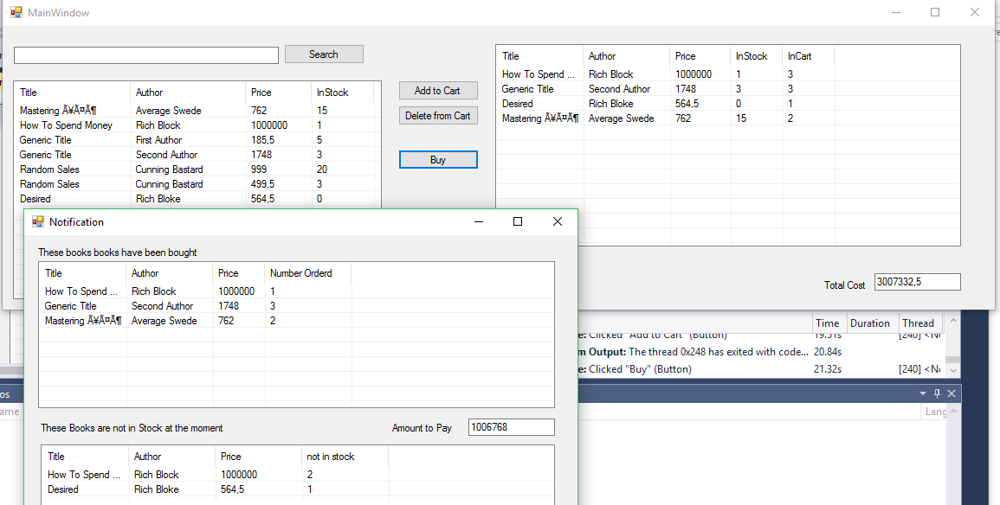 MainWindow
Search
Title Author Price InStock
Mastering Ã¥Ã¤Ã¶ Average Swede 762 15
How To Spend Money Rich Block 1000000 1
Generic Title First Author 185,5 5
Generic Title Second Author 1748 3
Random Sales Cunning Bastard 999 20
Random Sales Cunning Bastard 499,5 3
Desired Rich Bloke 564,5 0
Add to Cart
Delete from Cart
Buy
Title Author Price InStock InCart
How To Spend ... Rich Block 1000000 1 3
Generic Title Second Author 1748 3 3
Desired Rich Bloke 564,5 0 1
Mastering Ã¥Ã¤Ã¶ Average Swede 762 15 2
Total Cost 3007332,5
Notification
These books books have been bought
Title Author Price Number Orderd
How To Spend ... Rich Block 1000000 1
Generic Title Second Author 1748 3
Mastering Ã¥Ã¤Ã¶ Average Swede 762 2
These Books are not in Stock at the moment
Amount to Pay 1006768
Title Author Price not in stock
How To Spend ... Rich Block 1000000 2
Desired Rich Bloke 564,5 1
Time Duration Thread
e: Clicked "Add to Cart" (Button) 19.51s [240] <N
m Output: The thread 0x248 has exited with code... 20.84s
e: Clicked "Buy" (Button) 21.32s [240] <N
os
ame
Lang